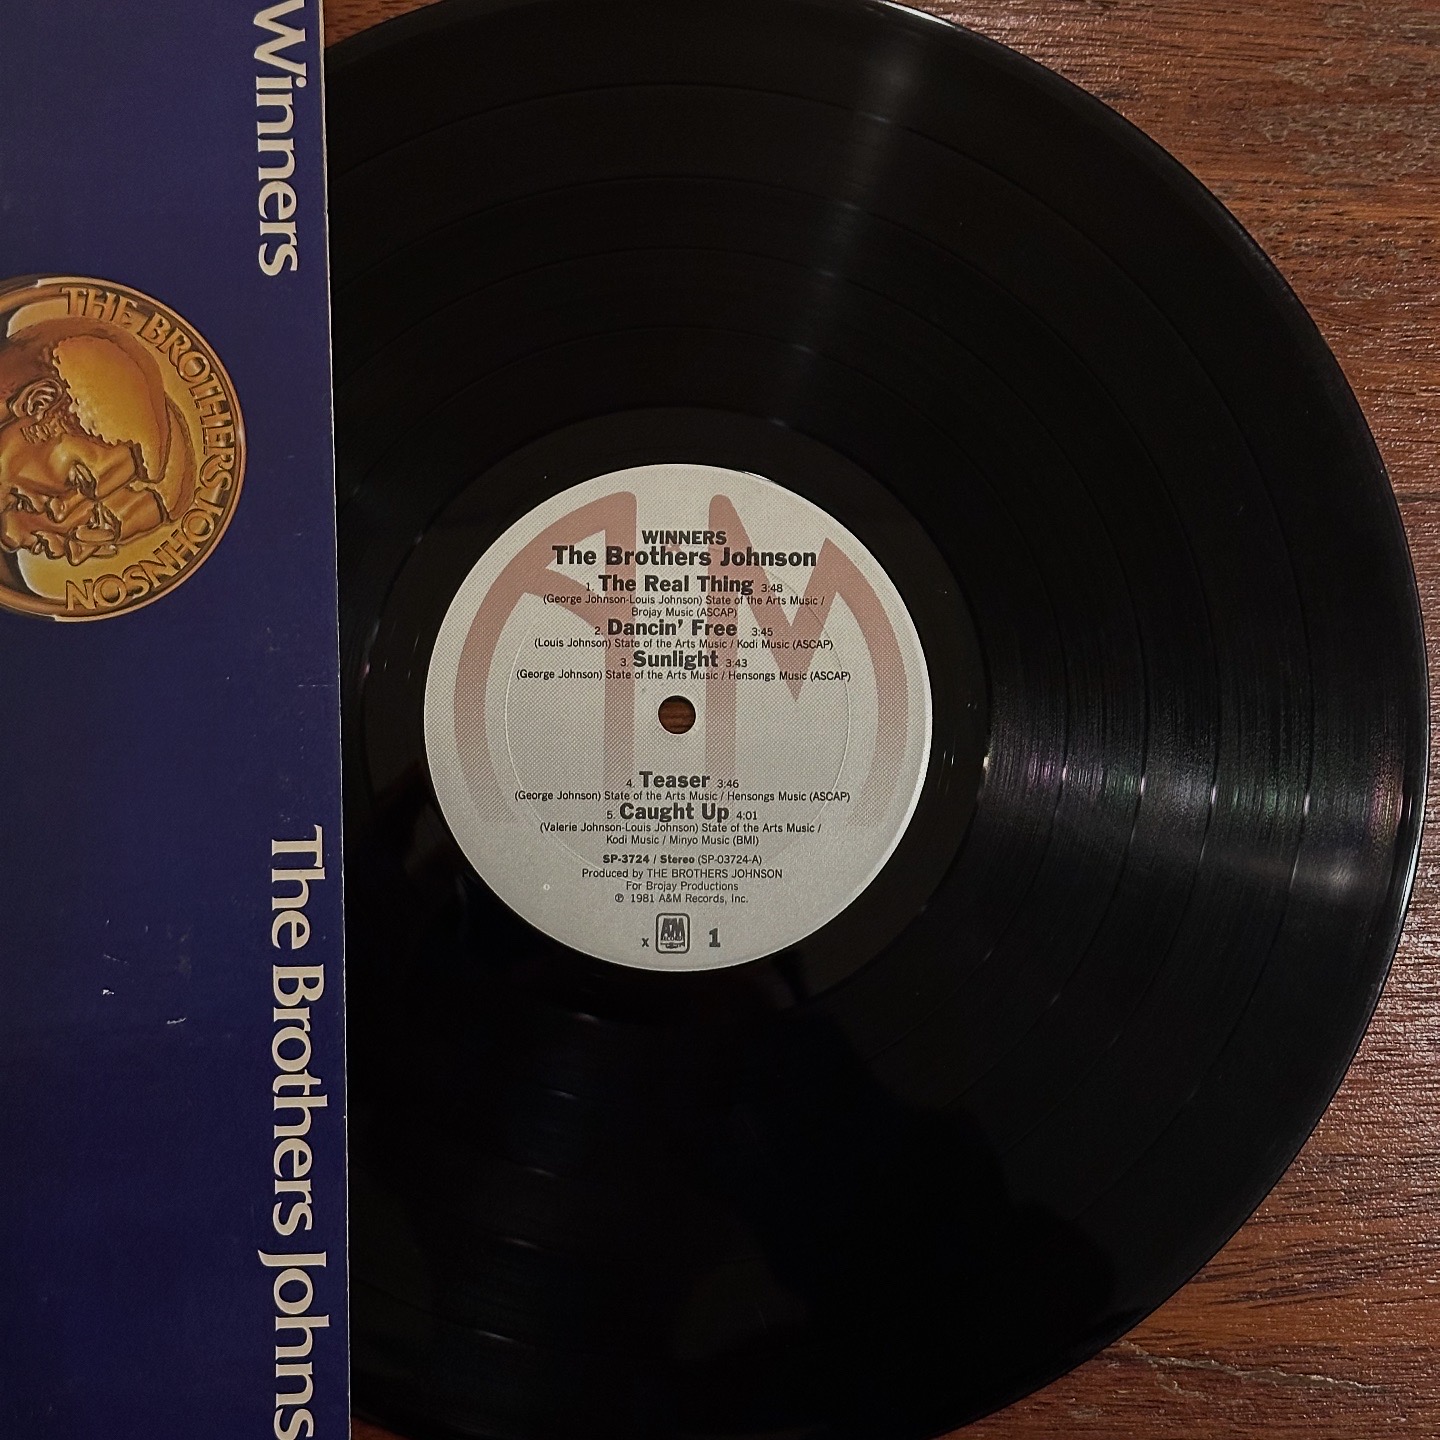 Winners
The Brothers Johns
THE BROTHERS JOHNSON
WINNERS
The Brothers Johnson
1. The Real Thing 3:48
(George Johnson-Louis Johnson) State of the Arts Music /
Brojay Music (ASCAP)
2. Dancin' Free 3:45
(Louis Johnson) State of the Arts Music / Kodi Music (ASCAP)
3. Sunlight 3:43
(George Johnson) State of the Arts Music / Hensongs Music (ASCAP)
4. Teaser 3:46
(George Johnson) State of the Arts Music / Hensongs Music (ASCAP)
5. Caught Up 4:01
(Valerie Johnson-Louis Johnson) State of the Arts Music /
Kodi Music / Minyo Music (BMI)
SP-3724 / Stereo (SP-03724-A)
Produced by THE BROTHERS JOHNSON
For Brojay Productions
℗ 1981 A&M Records, Inc.
x A&M RECORDS 1